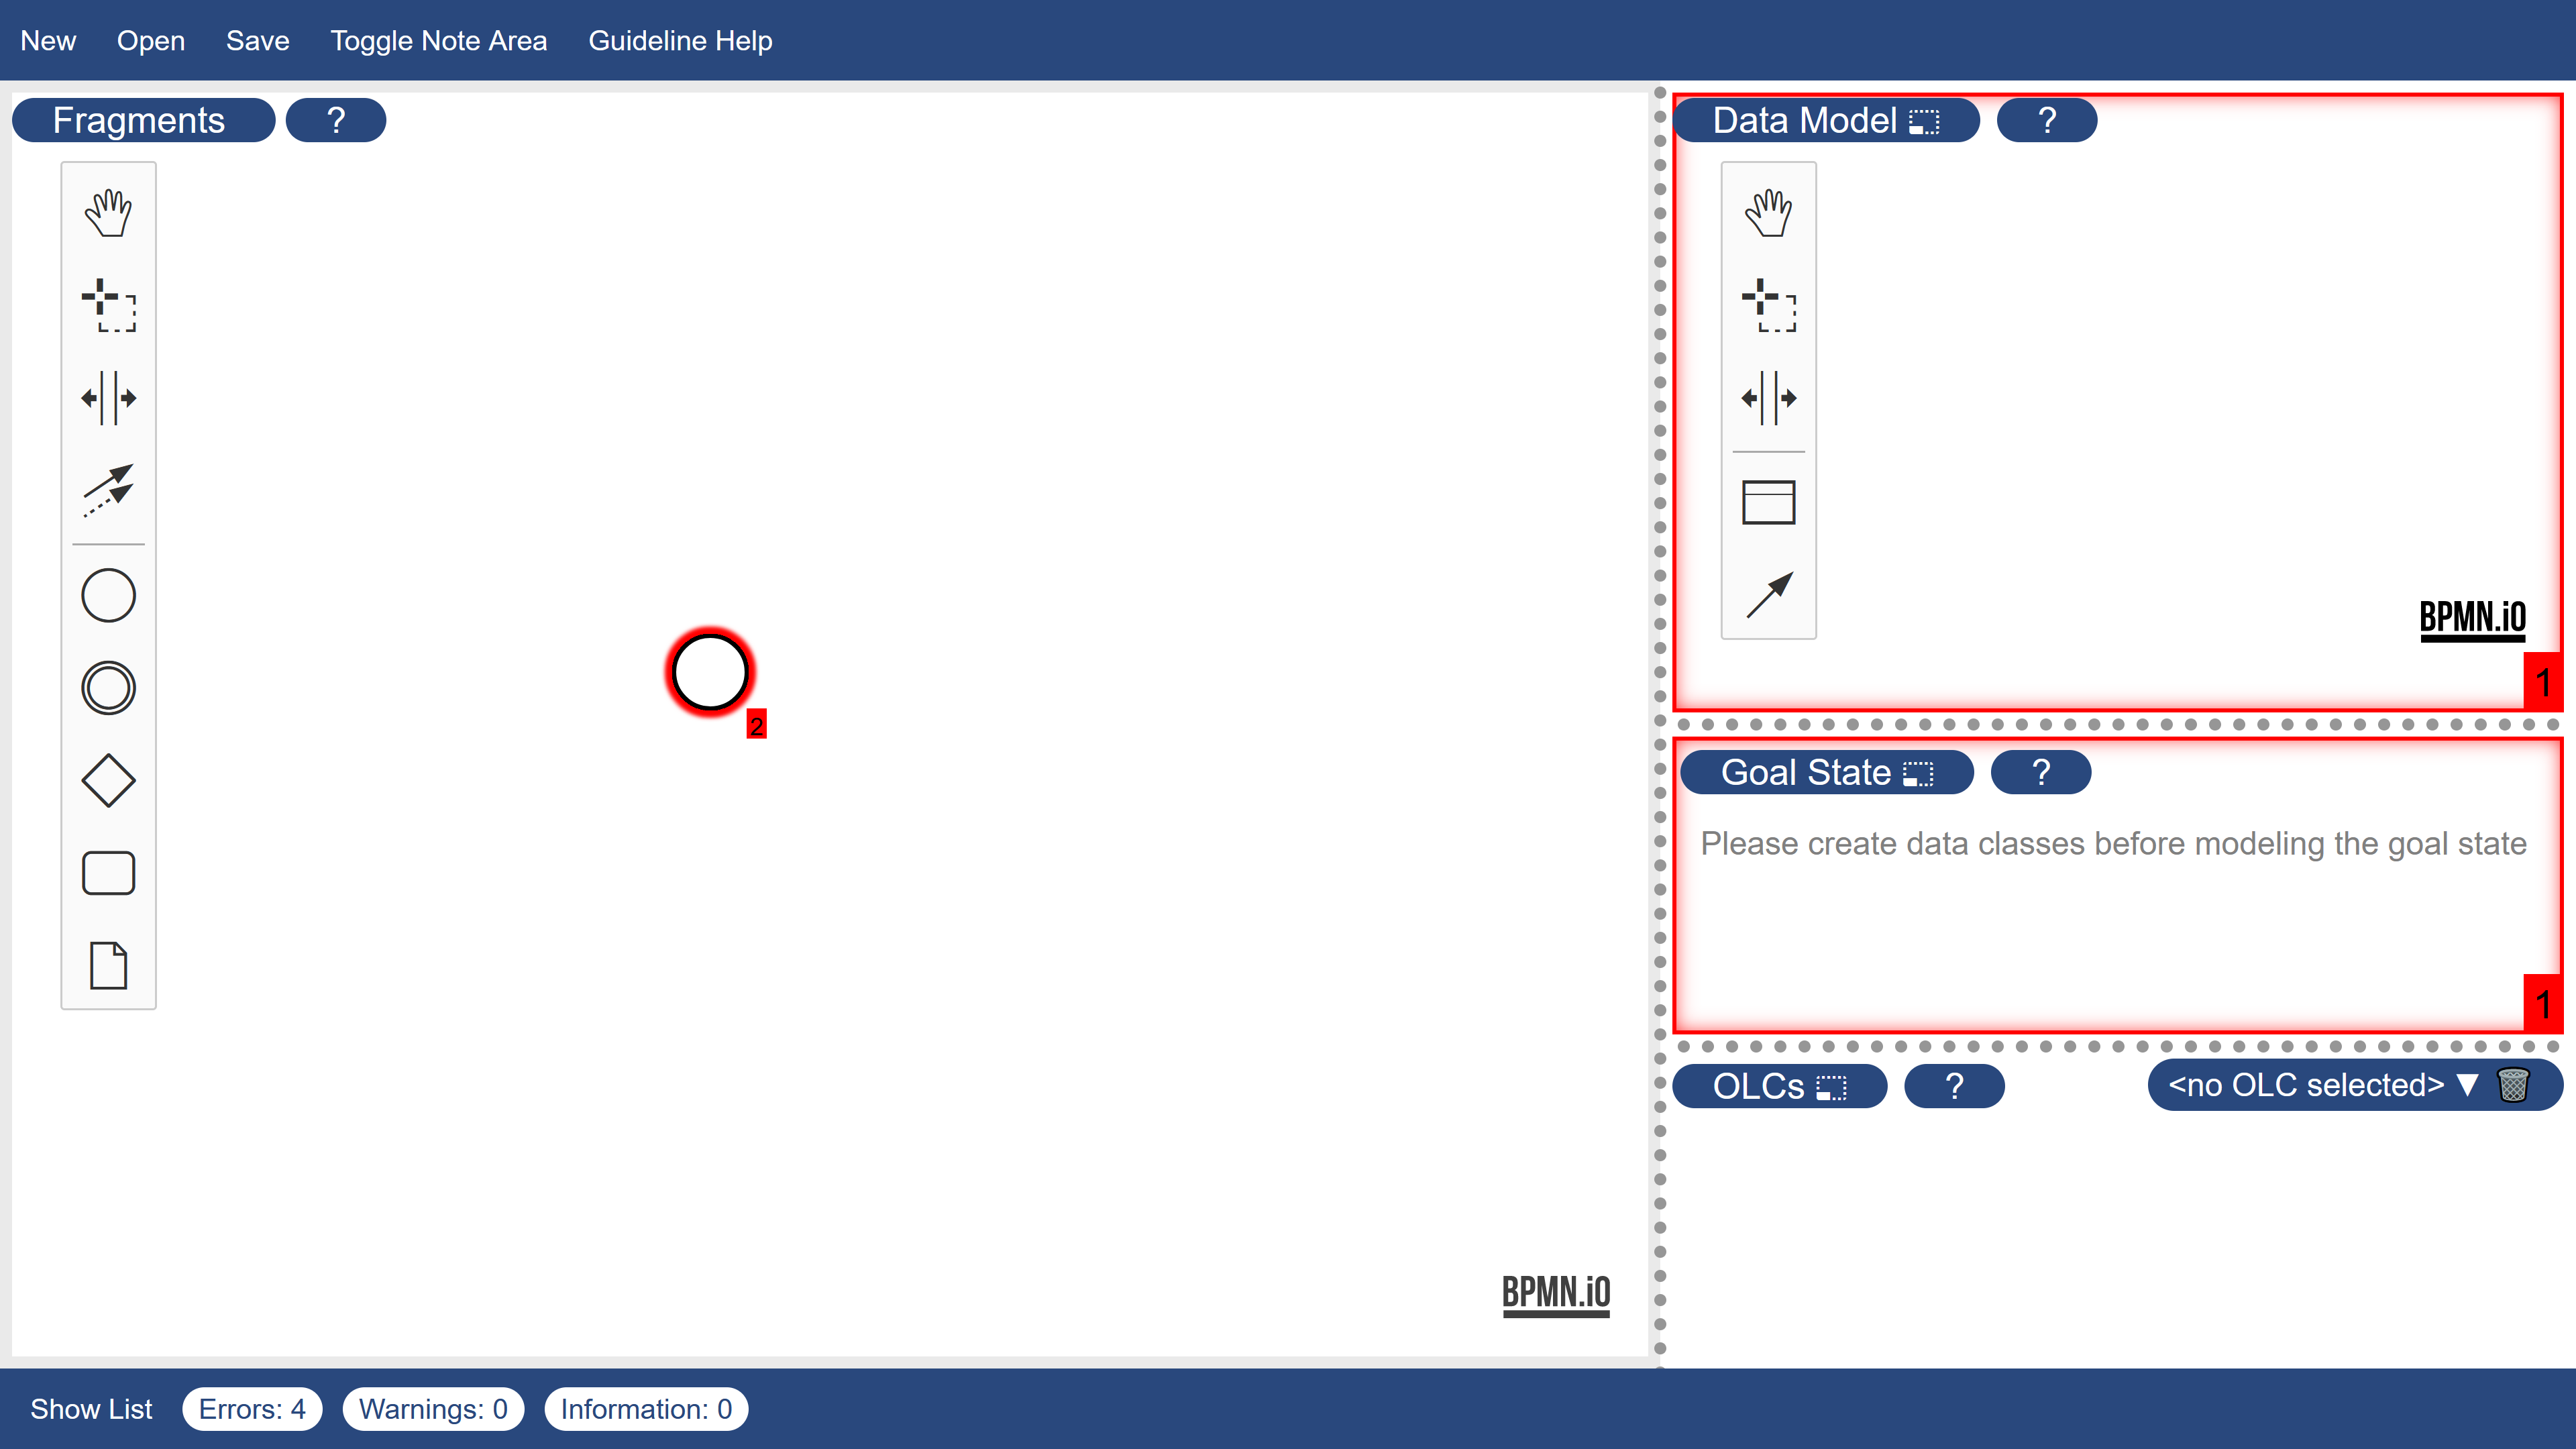 New Open Save Toggle Note Area Guideline Help
Fragments ?
2
BPMN.iO
Data Model ?
BPMN.iO
1
Goal State ?
Please create data classes before modeling the goal state
1
OLCs ? <no OLC selected> ▼
Show List Errors: 4 Warnings: 0 Information: 0